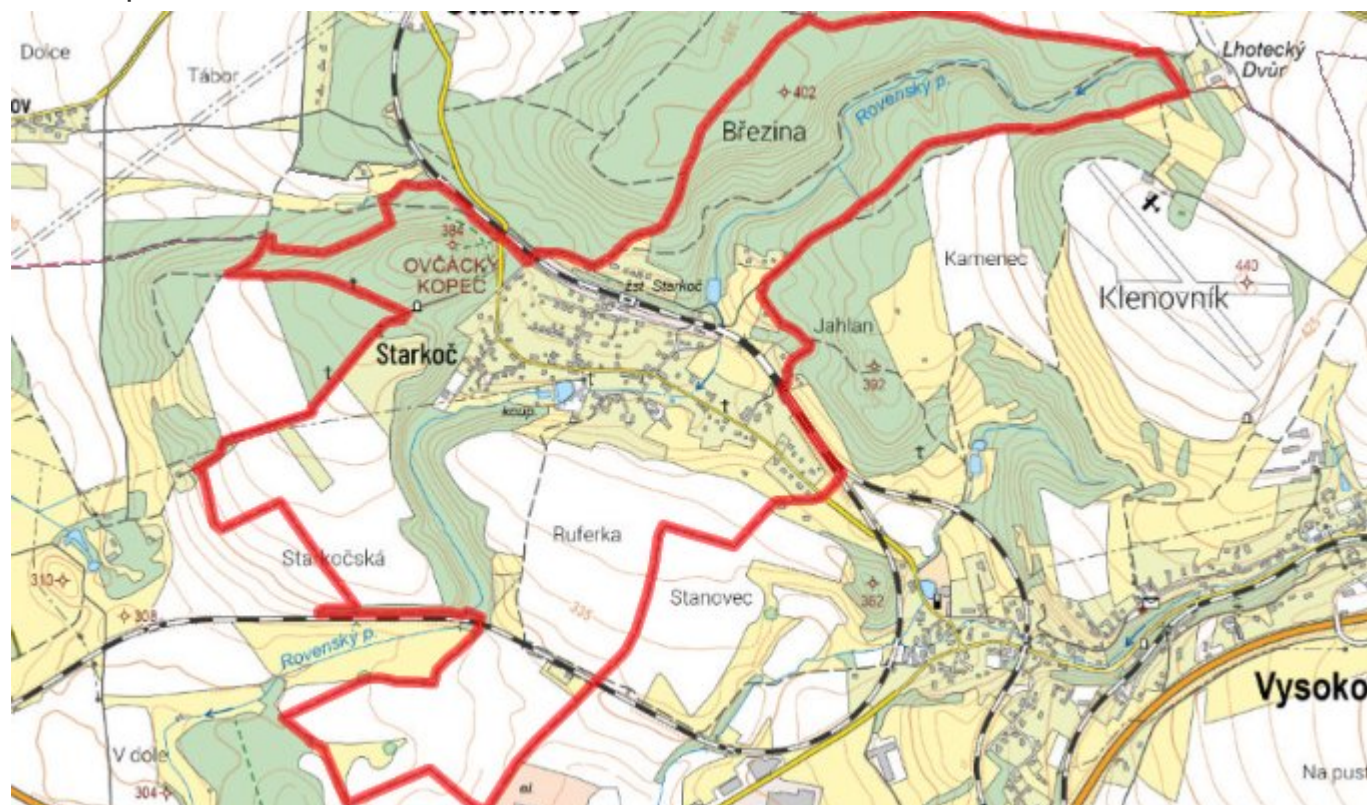 Dolce
Tábor
Lhotecký
Dvůr
ov
402
Březina
Rovenský p.
384
OVČÁCKÝ
KOPEC
Kamenec
440
Klenovník
žst. Starkoč
Jahlan
Starkoč
392
koup.
Ruferka
Starkočská
335
Stanovec
362
313
308
Rovenský p.
Vysoko
V dole
304
Na pust